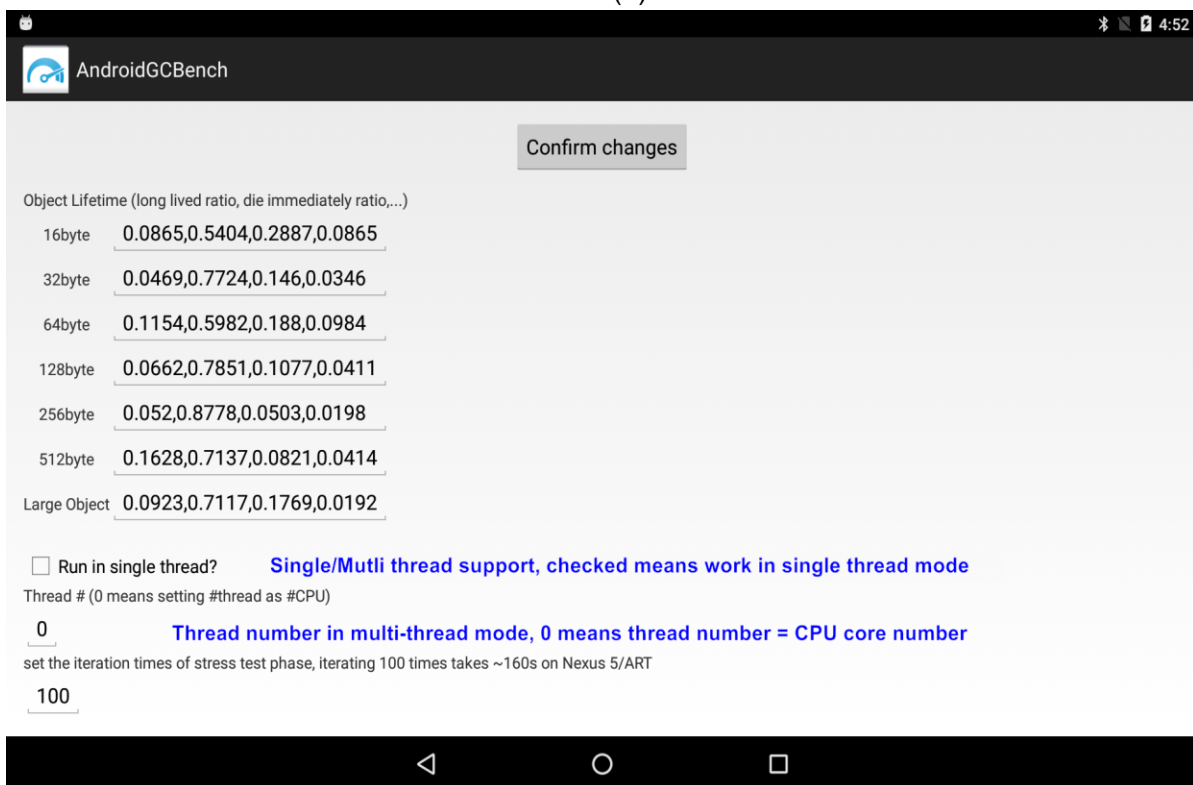 4:52
AndroidGCBench
Confirm changes
Object Lifetime (long lived ratio, die immediately ratio,...)
16byte 0.0865,0.5404,0.2887,0.0865
32byte 0.0469,0.7724,0.146,0.0346
64byte 0.1154,0.5982,0.188,0.0984
128byte 0.0662,0.7851,0.1077,0.0411
256byte 0.052,0.8778,0.0503,0.0198
512byte 0.1628,0.7137,0.0821,0.0414
Large Object 0.0923,0.7117,0.1769,0.0192
Run in single thread? Single/Mutli thread support, checked means work in single thread mode
Thread # (0 means setting #thread as #CPU)
0 Thread number in multi-thread mode, 0 means thread number = CPU core number
set the iteration times of stress test phase, iterating 100 times takes ~160s on Nexus 5/ART
100